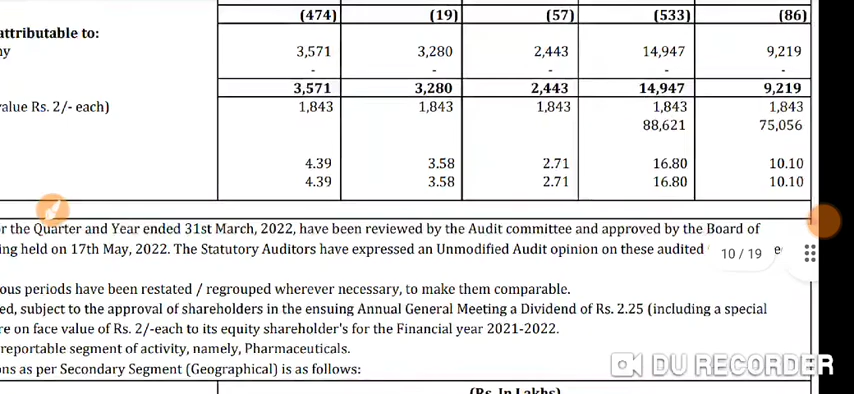 (474) (19) (57) (533) (86)
attributable to:
ny 3,571 3,280 2,443 14,947 9,219
- - - - -
3,571 3,280 2,443 14,947 9,219
value Rs. 2/- each) 1,843 1,843 1,843 1,843 1,843
88,621 75,056
4.39 3.58 2.71 16.80 10.10
4.39 3.58 2.71 16.80 10.10
or the Quarter and Year ended 31st March, 2022, have been reviewed by the Audit committee and approved by the Board of
ing held on 17th May, 2022. The Statutory Auditors have expressed an Unmodified Audit opinion on these audited
10 / 19
ous periods have been restated / regrouped wherever necessary, to make them comparable.
ed, subject to the approval of shareholders in the ensuing Annual General Meeting a Dividend of Rs. 2.25 (including a special
re on face value of Rs. 2/-each to its equity shareholder's for the Financial year 2021-2022.
reportable segment of activity, namely, Pharmaceuticals.
ons as per Secondary Segment (Geographical) is as follows:
DU RECORDER
(Rs. In Lakhs)